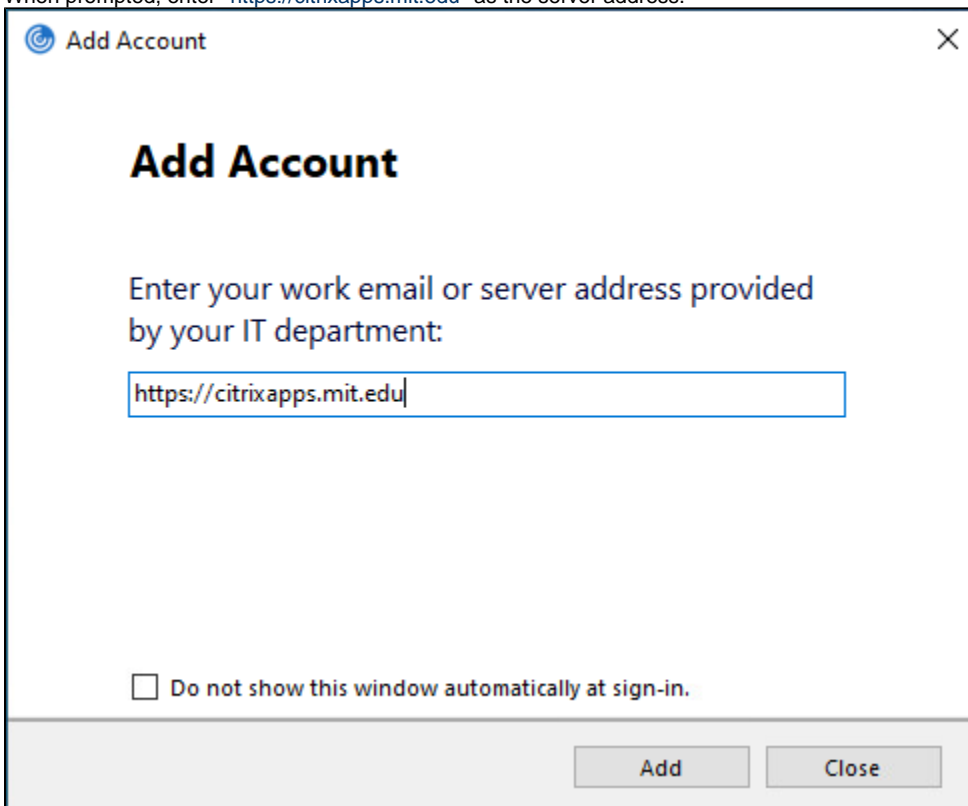 When prompted, enter "https://citrixapps.mit.edu" as the server address.
Add Account
Add Account
Enter your work email or server address provided
by your IT department:
https://citrixapps.mit.edu
Do not show this window automatically at sign-in.
Add Close